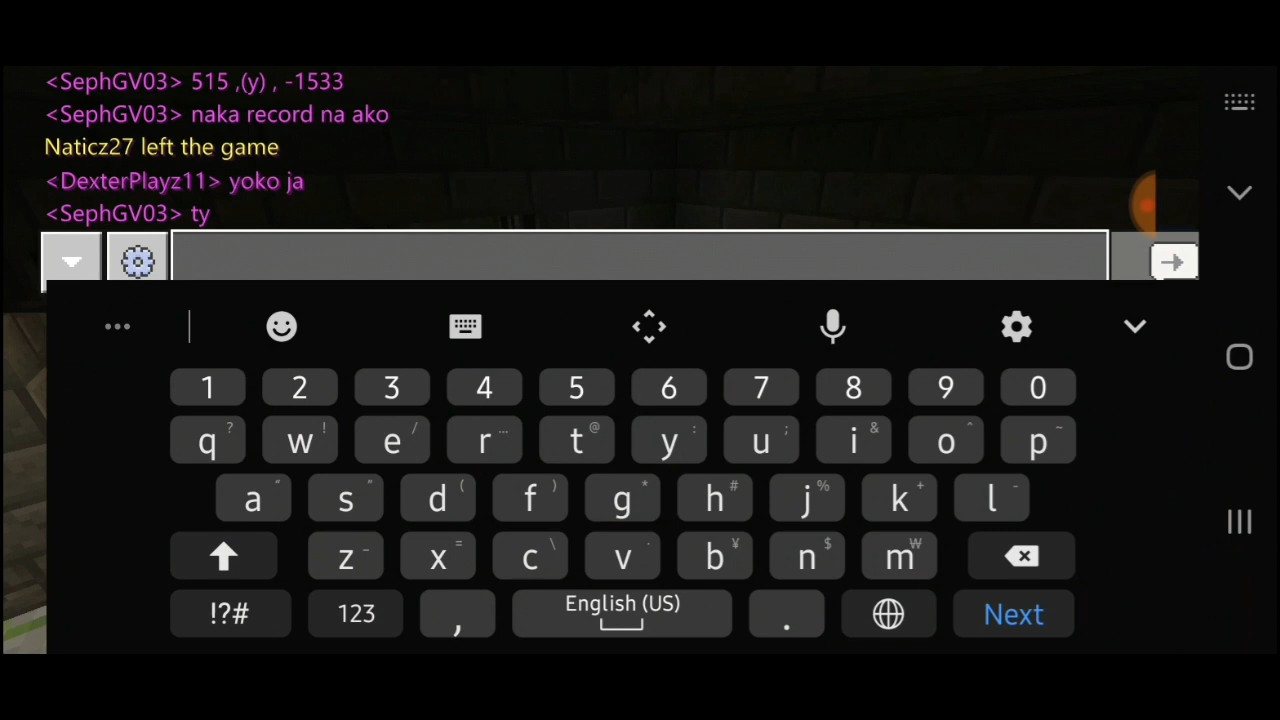 <SephGV03> 515 ,(y) , -1533
<SephGV03> naka record na ako
Naticz27 left the game
<DexterPlayz11> yoko ja
<SephGV03> ty
1 2 3 4 5 6 7 8 9 0
q ? w ! e / r ... t @ y : u ; i & o ^ p ~
a " s " d ( f ) g * h # j % k + l -
z - x = c \ v · b ¥ n $ m ₩
!?# 123 , English (US) . Next